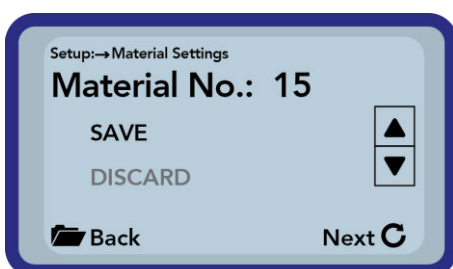 Setup:→Material Settings
Material No.: 15
SAVE
DISCARD
Back Next